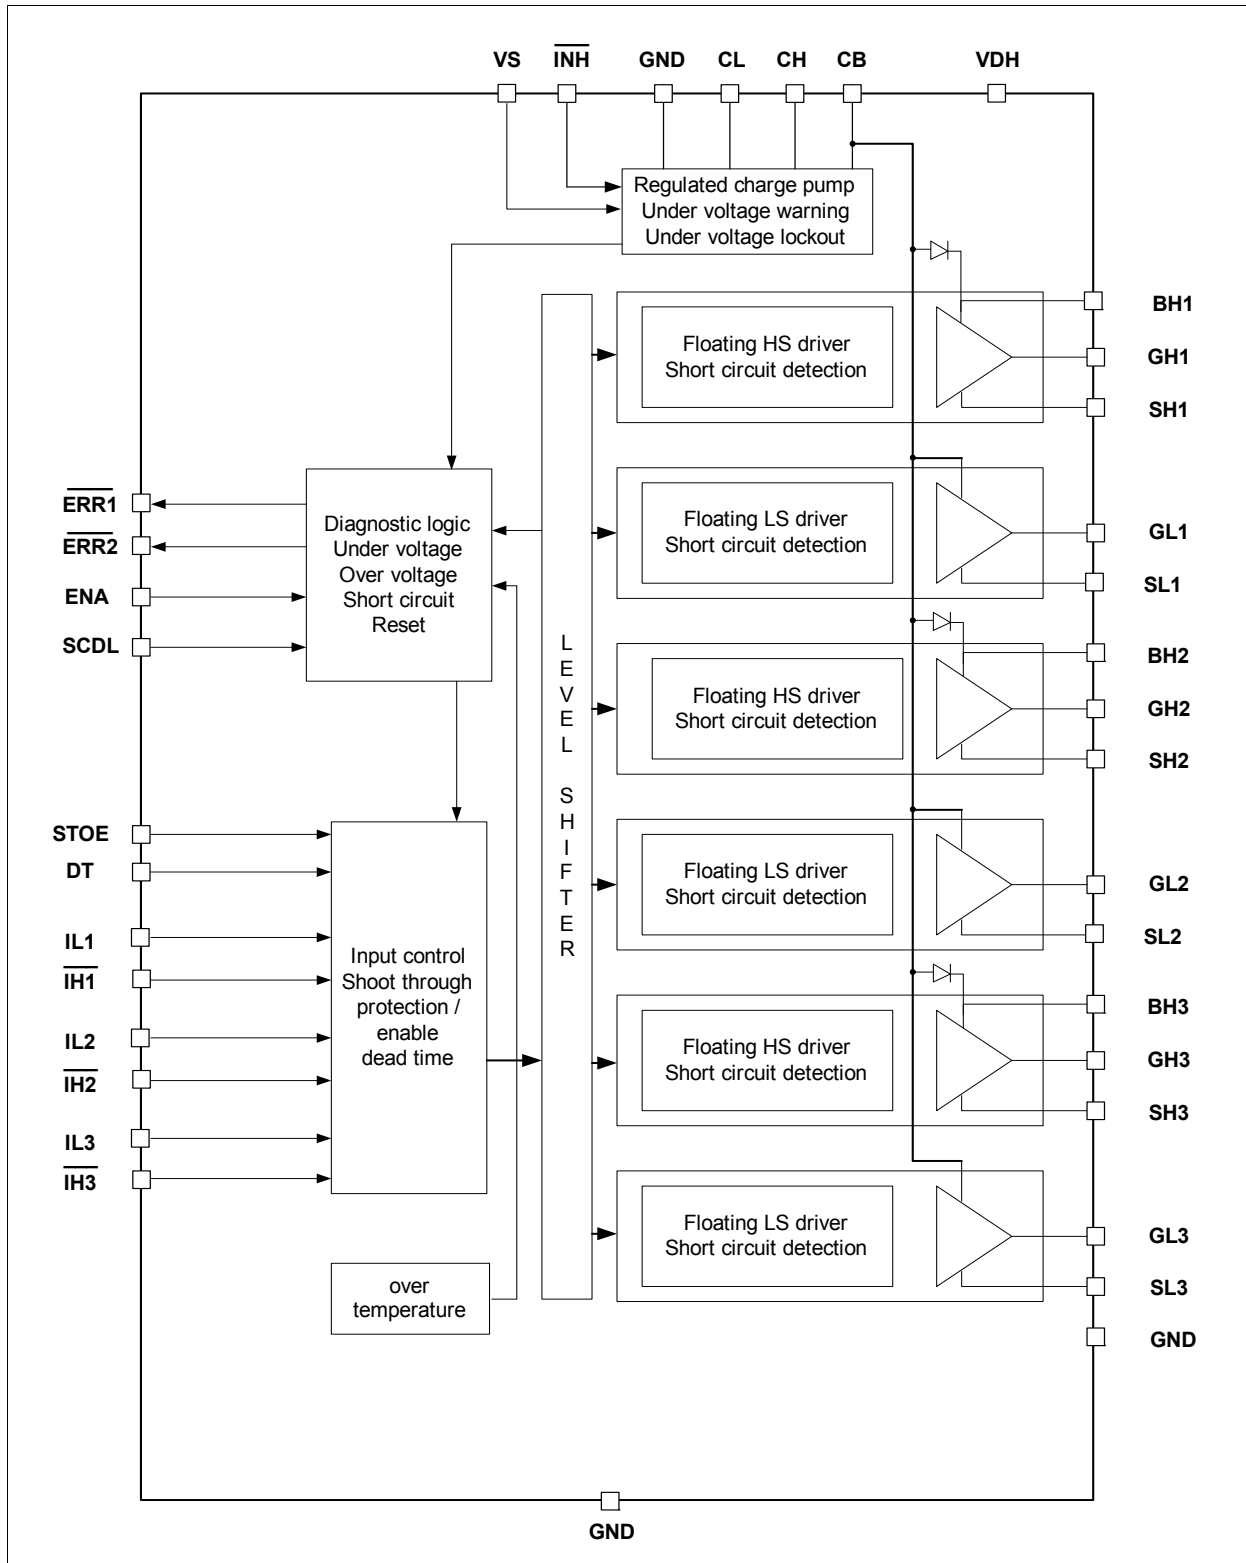 VS INH GND CL CH CB VDH
Regulated charge pump
Under voltage warning
Under voltage lockout
Floating HS driver
Short circuit detection
BH1
GH1
SH1
ERR1
ERR2
ENA
SCDL
Diagnostic logic
Under voltage
Over voltage
Short circuit
Reset
Floating LS driver
Short circuit detection
GL1
SL1
LEVEL SHIFTER
Floating HS driver
Short circuit detection
BH2
GH2
SH2
STOE
DT
IL1
IH1
IL2
IH2
IL3
IH3
Input control
Shoot through
protection /
enable
dead time
Floating LS driver
Short circuit detection
GL2
SL2
Floating HS driver
Short circuit detection
BH3
GH3
SH3
over
temperature
Floating LS driver
Short circuit detection
GL3
SL3
GND
GND